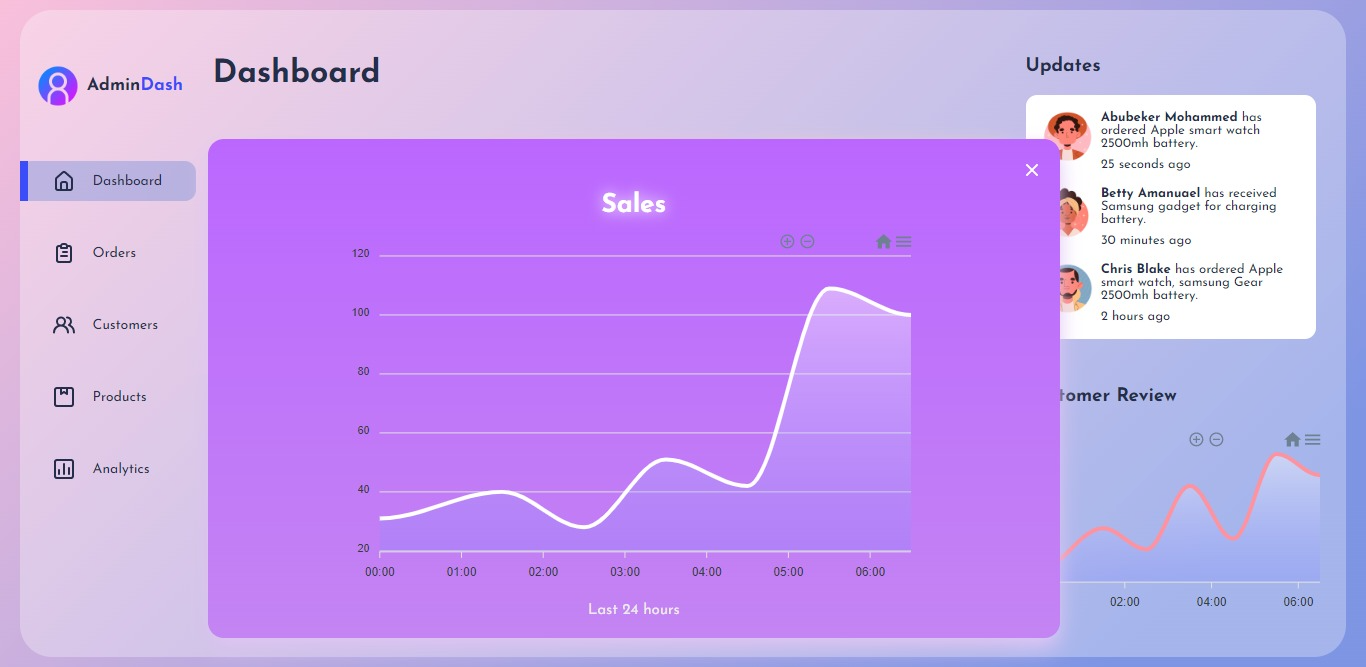 AdminDash
Dashboard
Orders
Customers
Products
Analytics
Dashboard
Sales
120
100
80
60
40
20
00:00 01:00 02:00 03:00 04:00 05:00 06:00
Last 24 hours
Updates
Abubeker Mohammed has
ordered Apple smart watch
2500mh battery.
25 seconds ago
Betty Amanuael has received
Samsung gadget for charging
battery.
30 minutes ago
Chris Blake has ordered Apple
smart watch, samsung Gear
2500mh battery.
2 hours ago
tomer Review
02:00 04:00 06:00